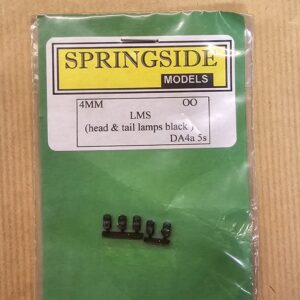 SPRINGSIDE
MODELS
4MM OO
LMS
(head & tail lamps black )
DA4a 5s